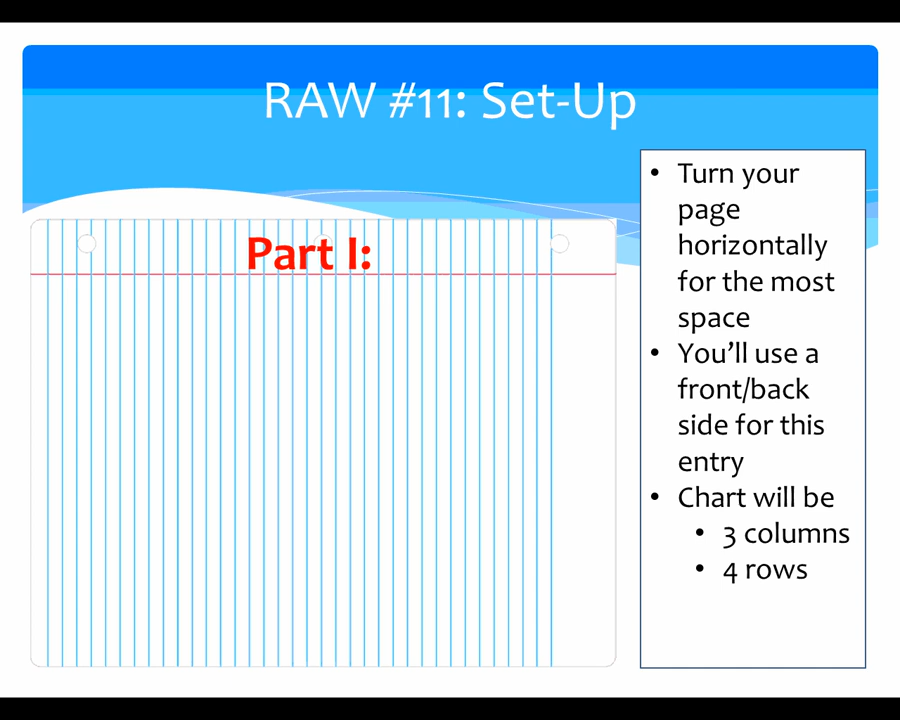 RAW #11: Set-Up
Part I:
• Turn your
page
horizontally
for the most
space
• You’ll use a
front/back
side for this
entry
• Chart will be
• 3 columns
• 4 rows